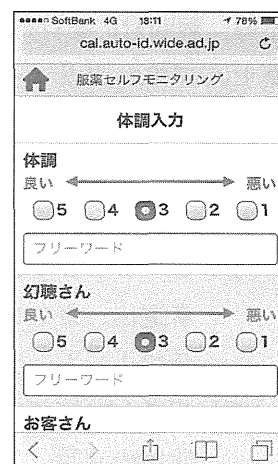 SoftBank 4G 18:11 78%
cal.auto-id.wide.ad.jp
服薬セルフモニタリング
体調入力
体調
良い 悪い
5 4 3 2 1
フリーワード
幻聴さん
良い 悪い
5 4 3 2 1
フリーワード
お客さん